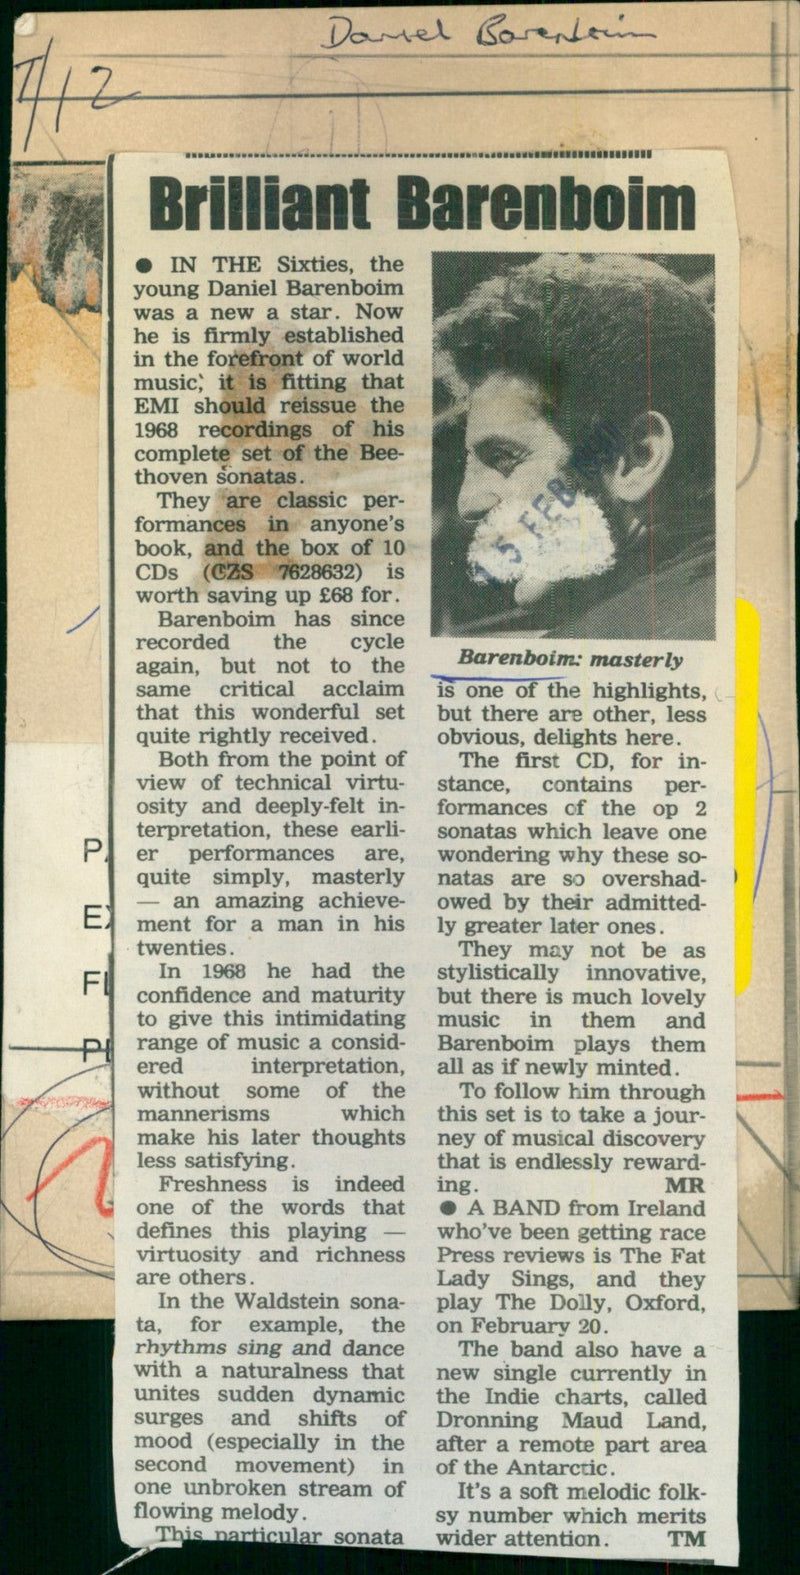 Daniel Barenboim
7/12
Brilliant Barenboim
● IN THE Sixties, the
young Daniel Barenboim
was a new a star. Now
he is firmly established
in the forefront of world
music; it is fitting that
EMI should reissue the
1968 recordings of his
complete set of the Bee-
thoven sonatas.
They are classic per-
formances in anyone's
book, and the box of 10
CDs (CZS 7628632) is
worth saving up £68 for.
Barenboim has since
recorded the cycle
again, but not to the
same critical acclaim
that this wonderful set
quite rightly received.
Both from the point of
view of technical virtu-
osity and deeply-felt in-
terpretation, these earli-
er performances are,
quite simply, masterly
— an amazing achieve-
ment for a man in his
twenties.
In 1968 he had the
confidence and maturity
to give this intimidating
range of music a consid-
ered interpretation,
without some of the
mannerisms which
make his later thoughts
less satisfying.
Freshness is indeed
one of the words that
defines this playing —
virtuosity and richness
are others.
In the Waldstein sona-
ta, for example, the
rhythms sing and dance
with a naturalness that
unites sudden dynamic
surges and shifts of
mood (especially in the
second movement) in
one unbroken stream of
flowing melody.
This particular sonata
15 FEB
Barenboim: masterly
is one of the highlights,
but there are other, less
obvious, delights here.
The first CD, for in-
stance, contains per-
formances of the op 2
sonatas which leave one
wondering why these so-
natas are so overshad-
owed by their admitted-
ly greater later ones.
They may not be as
stylistically innovative,
but there is much lovely
music in them and
Barenboim plays them
all as if newly minted.
To follow him through
this set is to take a jour-
ney of musical discovery
that is endlessly reward-
ing. MR
● A BAND from Ireland
who've been getting race
Press reviews is The Fat
Lady Sings, and they
play The Dolly, Oxford,
on February 20.
The band also have a
new single currently in
the Indie charts, called
Dronning Maud Land,
after a remote part area
of the Antarctic.
It's a soft melodic folk-
sy number which merits
wider attention. TM